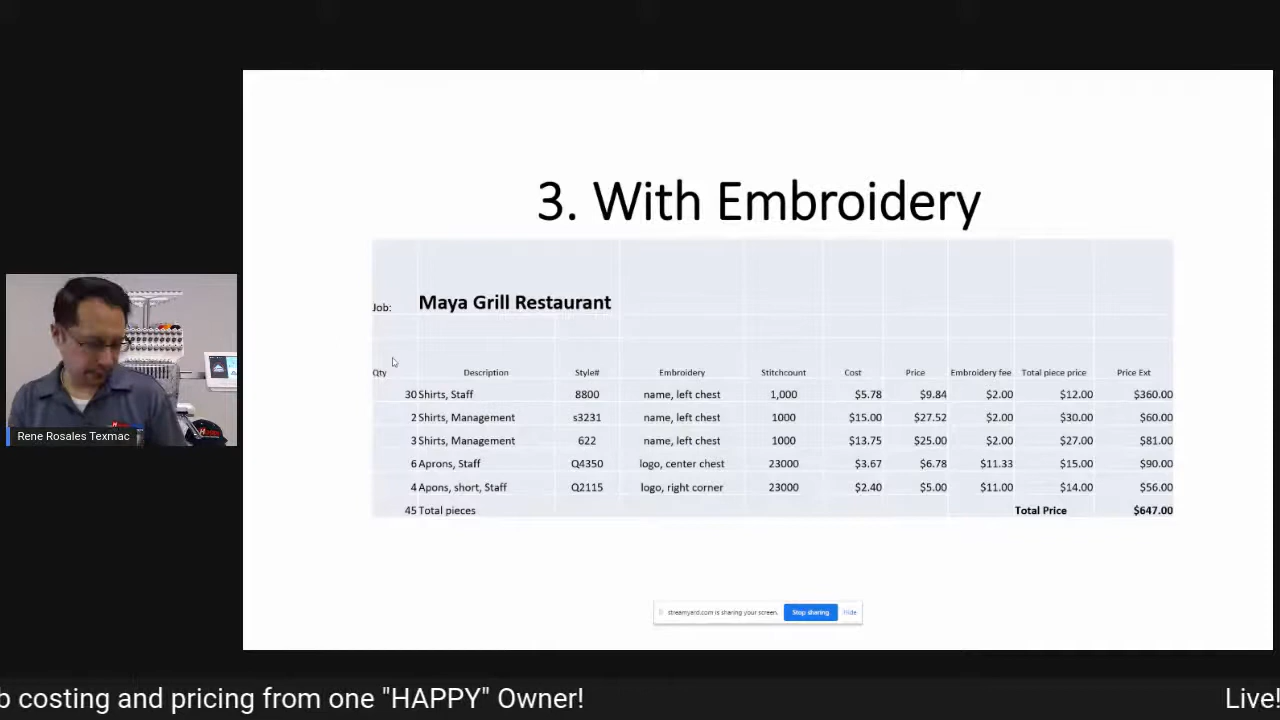 3. With Embroidery
Job: Maya Grill Restaurant
Qty Description Style# Embroidery Stitchcount Cost Price Embroidery fee Total piece price Price Ext
30 Shirts, Staff 8800 name, left chest 1,000 $5.78 $9.84 $2.00 $12.00 $360.00
2 Shirts, Management s3231 name, left chest 1000 $15.00 $27.52 $2.00 $30.00 $60.00
3 Shirts, Management 622 name, left chest 1000 $13.75 $25.00 $2.00 $27.00 $81.00
6 Aprons, Staff Q4350 logo, center chest 23000 $3.67 $6.78 $11.33 $15.00 $90.00
4 Apons, short, Staff Q2115 logo, right corner 23000 $2.40 $5.00 $11.00 $14.00 $56.00
45 Total pieces Total Price $647.00
Rene Rosales Texmac
streamyard.com is sharing your screen. Stop sharing Hide
b costing and pricing from one "HAPPY" Owner! Live!